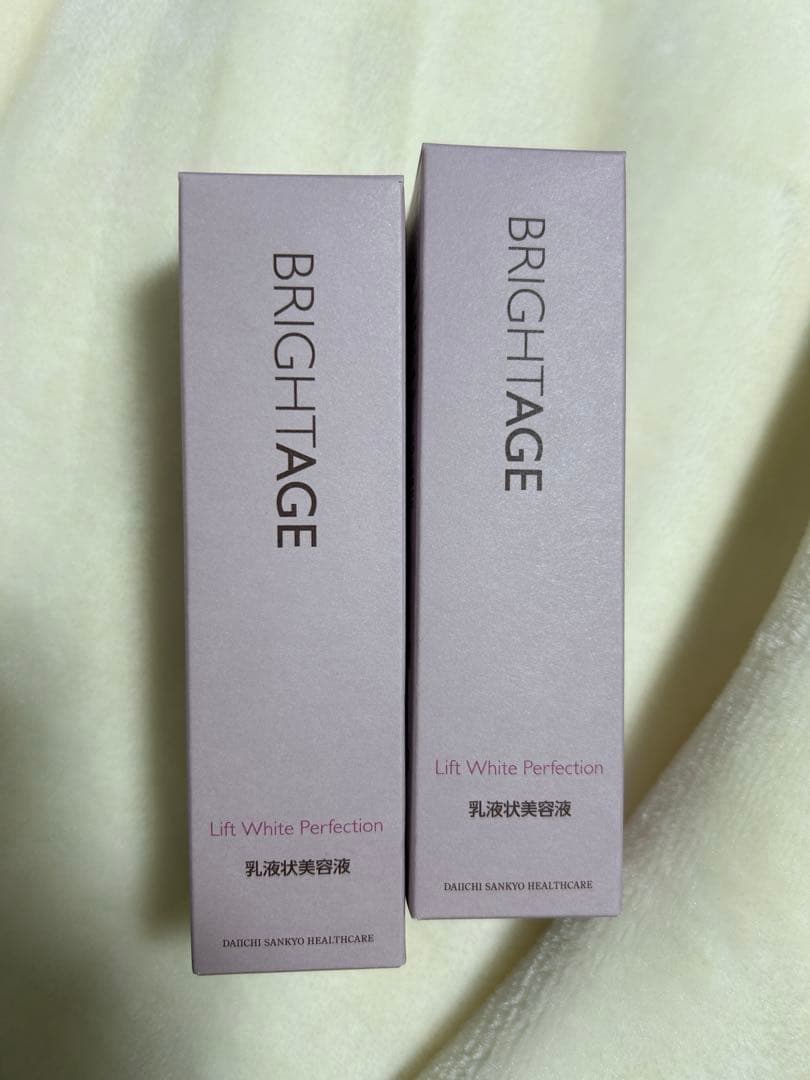 BRIGHTAGE
Lift White Perfection
乳液状美容液
DAIICHI SANKYO HEALTHCARE
BRIGHTAGE
Lift White Perfection
乳液状美容液
DAIICHI SANKYO HEALTHCARE